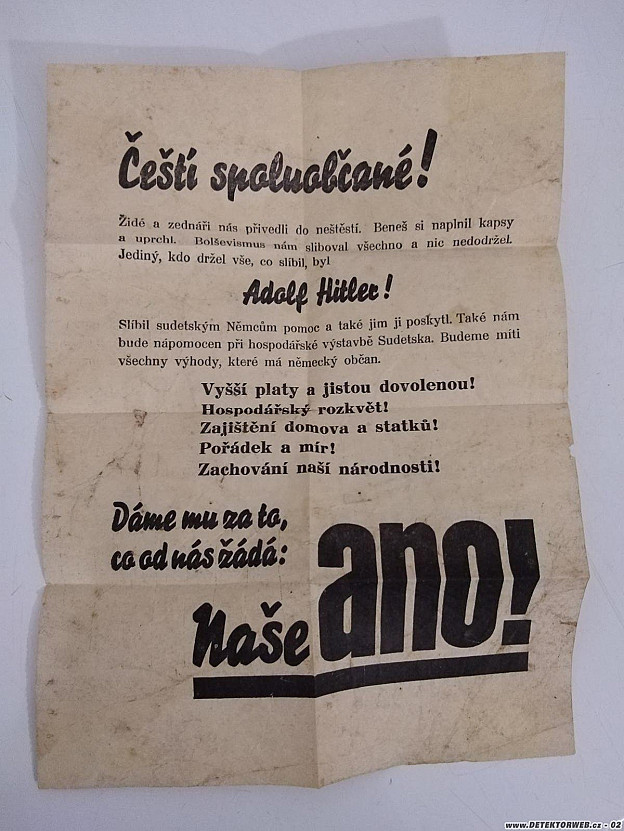 Čeští spoluobčané!
Židé a zednáři nás přivedli do neštěstí. Beneš si naplnil kapsy
a uprchl. Bolševismus nám sliboval všechno a nic nedodržel.
Jediný, kdo držel vše, co slíbil, byl
Adolf Hitler!
Slíbil sudetským Němcům pomoc a také jim ji poskytl. Také nám
bude nápomocen při hospodářské výstavbě Sudetska. Budeme míti
všechny výhody, které má německý občan.
Vyšší platy a jistou dovolenou!
Hospodářský rozkvět!
Zajištění domova a statků!
Pořádek a mír!
Zachování naší národnosti!
Dáme mu za to,
co od nás žádá:
Naše ano!
www.DETEKTORWEB.cz - 02